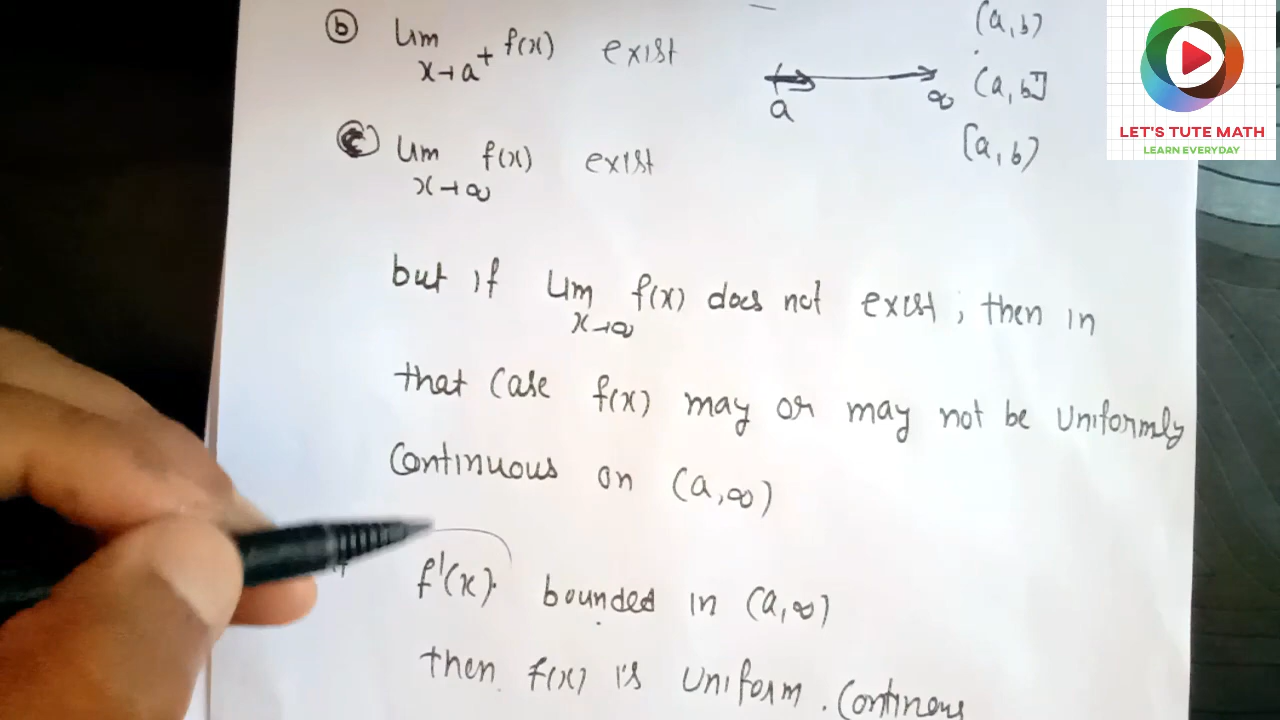 (a, b)
ⓑ lim x→a⁺ f(x) exist
a ∞ (a, b]
ⓒ lim x→∞ f(x) exist
[a, b)
LET'S TUTE MATH
LEARN EVERYDAY
but if lim x→∞ f(x) does not exist, then in
that case f(x) may or may not be uniformly
continuous on (a, ∞)
f'(x) bounded in (a, ∞)
then f(x) is uniform. continous